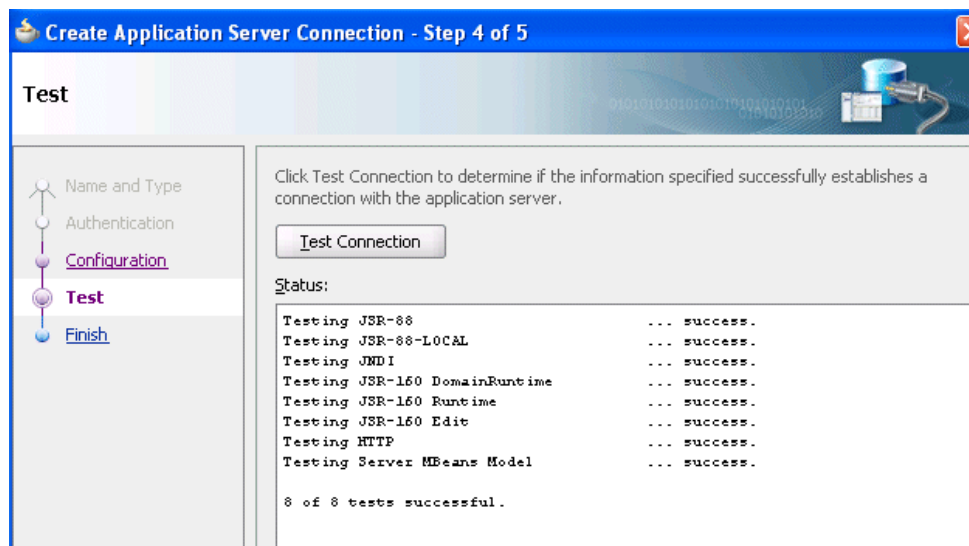 Create Application Server Connection - Step 4 of 5
Test
Name and Type
Authentication
Configuration
Test
Finish
Click Test Connection to determine if the information specified successfully establishes a
connection with the application server.
Test Connection
Status:
Testing JSR-88 ... success.
Testing JSR-88-LOCAL ... success.
Testing JNDI ... success.
Testing JSR-160 DomainRuntime ... success.
Testing JSR-160 Runtime ... success.
Testing JSR-160 Edit ... success.
Testing HTTP ... success.
Testing Server MBeans Model ... success.
8 of 8 tests successful.